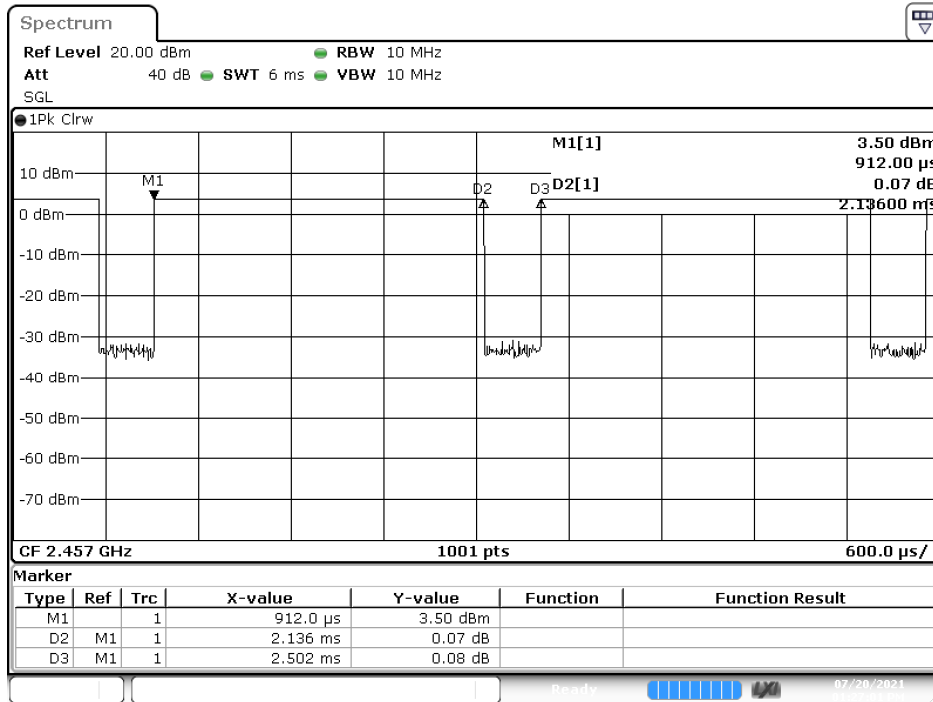 Spectrum
Ref Level 20.00 dBm RBW 10 MHz
Att 40 dB SWT 6 ms VBW 10 MHz
SGL
1Pk Clrw
M1[1] 3.50 dBm
912.00 µs
10 dBm
M1
D2
D3
D2[1] 0.07 dB
2.13600 ms
0 dBm
-10 dBm
-20 dBm
-30 dBm
-40 dBm
-50 dBm
-60 dBm
-70 dBm
CF 2.457 GHz 1001 pts 600.0 µs/
Marker
Type Ref Trc X-value Y-value Function Function Result
M1 1 912.0 µs 3.50 dBm
D2 M1 1 2.136 ms 0.07 dB
D3 M1 1 2.502 ms 0.08 dB
Ready LXI 07/20/2021